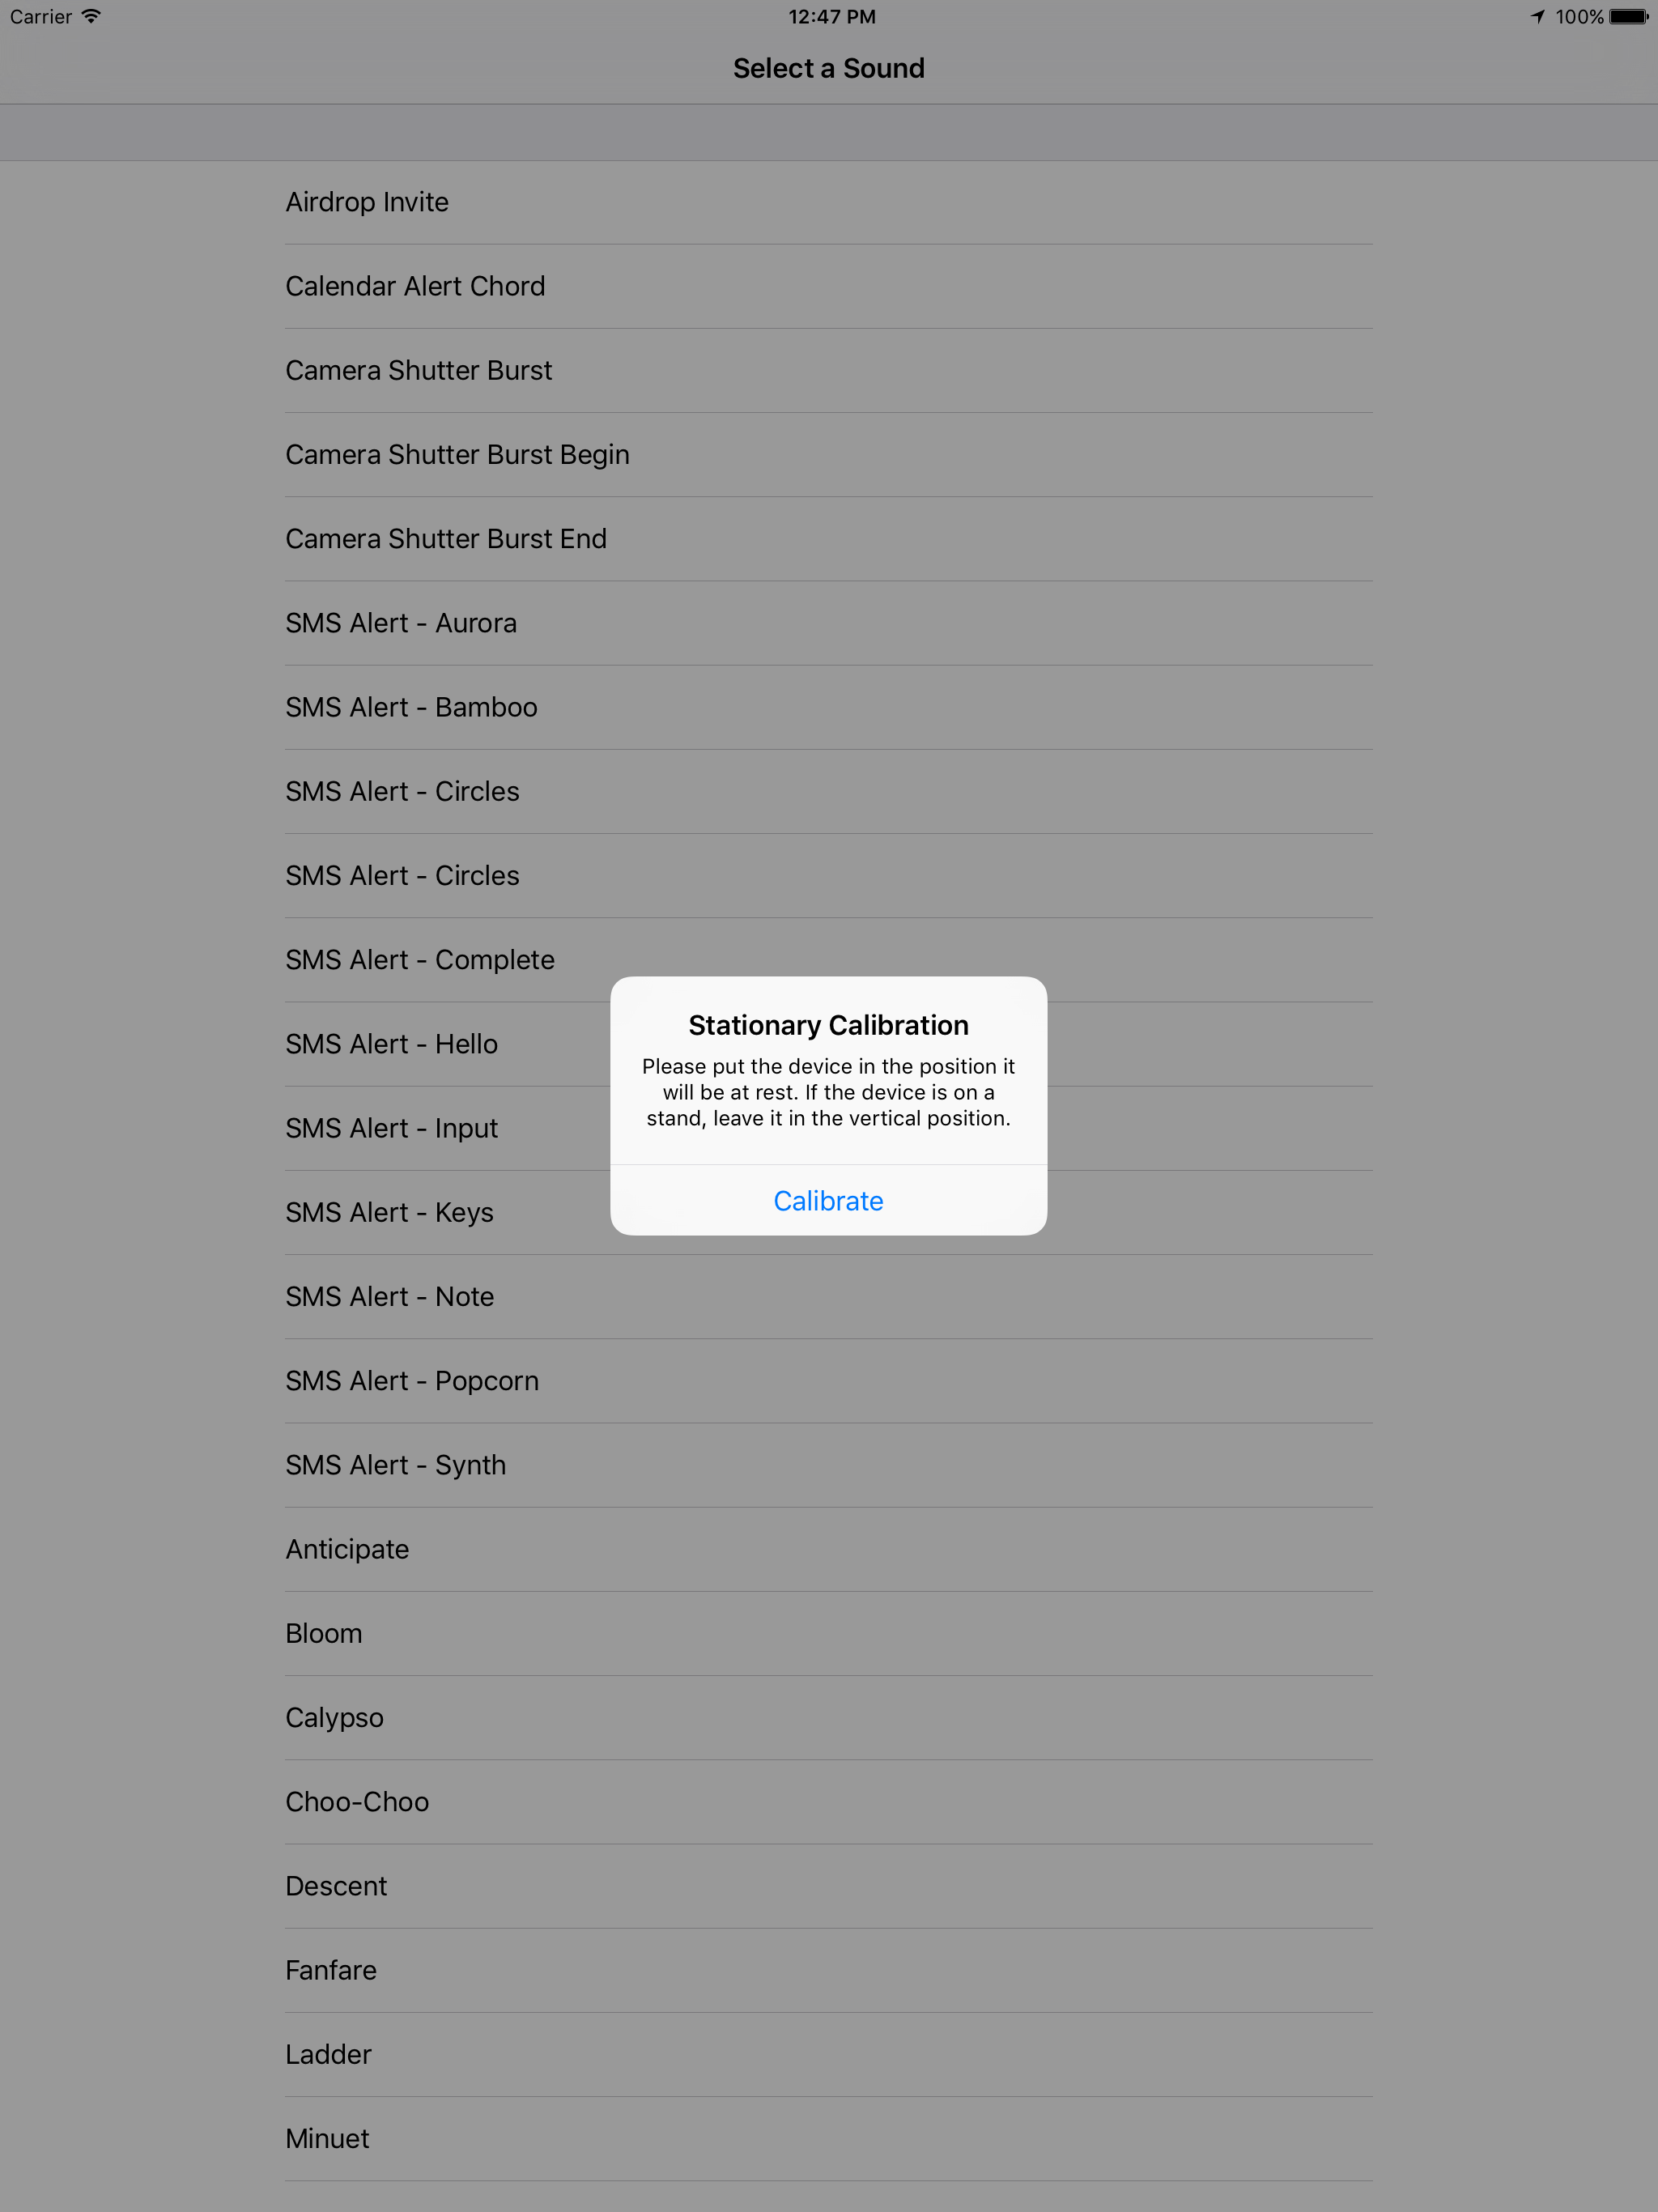 Carrier
12:47 PM
100%
Select a Sound
Airdrop Invite
Calendar Alert Chord
Camera Shutter Burst
Camera Shutter Burst Begin
Camera Shutter Burst End
SMS Alert - Aurora
SMS Alert - Bamboo
SMS Alert - Circles
SMS Alert - Circles
SMS Alert - Complete
SMS Alert - Hello
SMS Alert - Input
SMS Alert - Keys
SMS Alert - Note
SMS Alert - Popcorn
SMS Alert - Synth
Anticipate
Bloom
Calypso
Choo-Choo
Descent
Fanfare
Ladder
Minuet
Stationary Calibration
Please put the device in the position it
will be at rest. If the device is on a
stand, leave it in the vertical position.
Calibrate